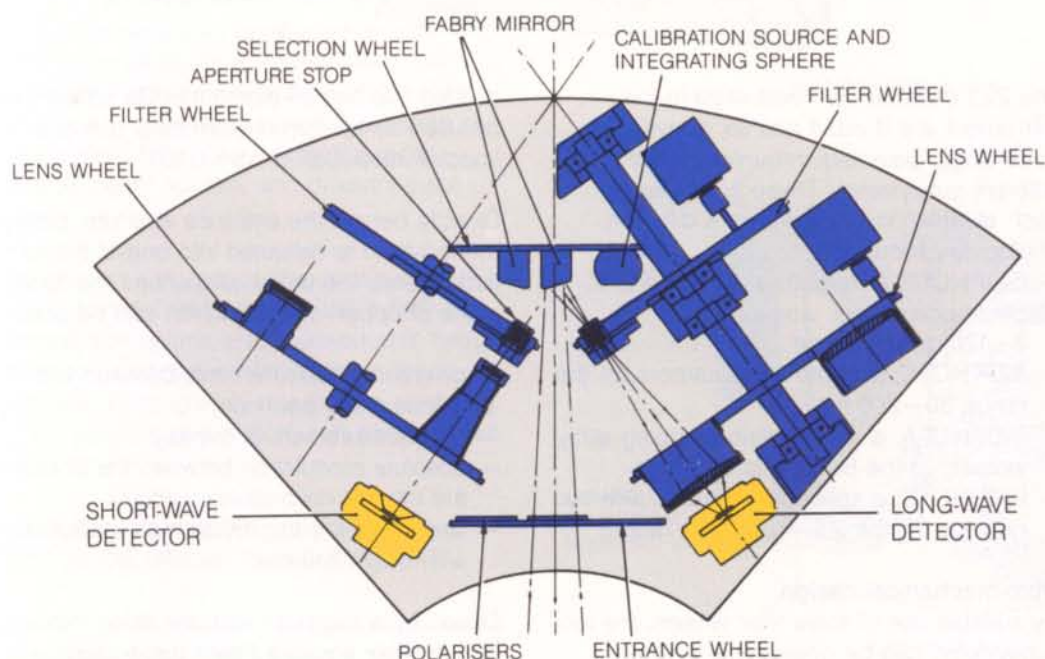 FABRY MIRROR
SELECTION WHEEL
APERTURE STOP
FILTER WHEEL
LENS WHEEL
CALIBRATION SOURCE AND
INTEGRATING SPHERE
FILTER WHEEL
LENS WHEEL
SHORT-WAVE
DETECTOR
LONG-WAVE
DETECTOR
POLARISERS
ENTRANCE WHEEL